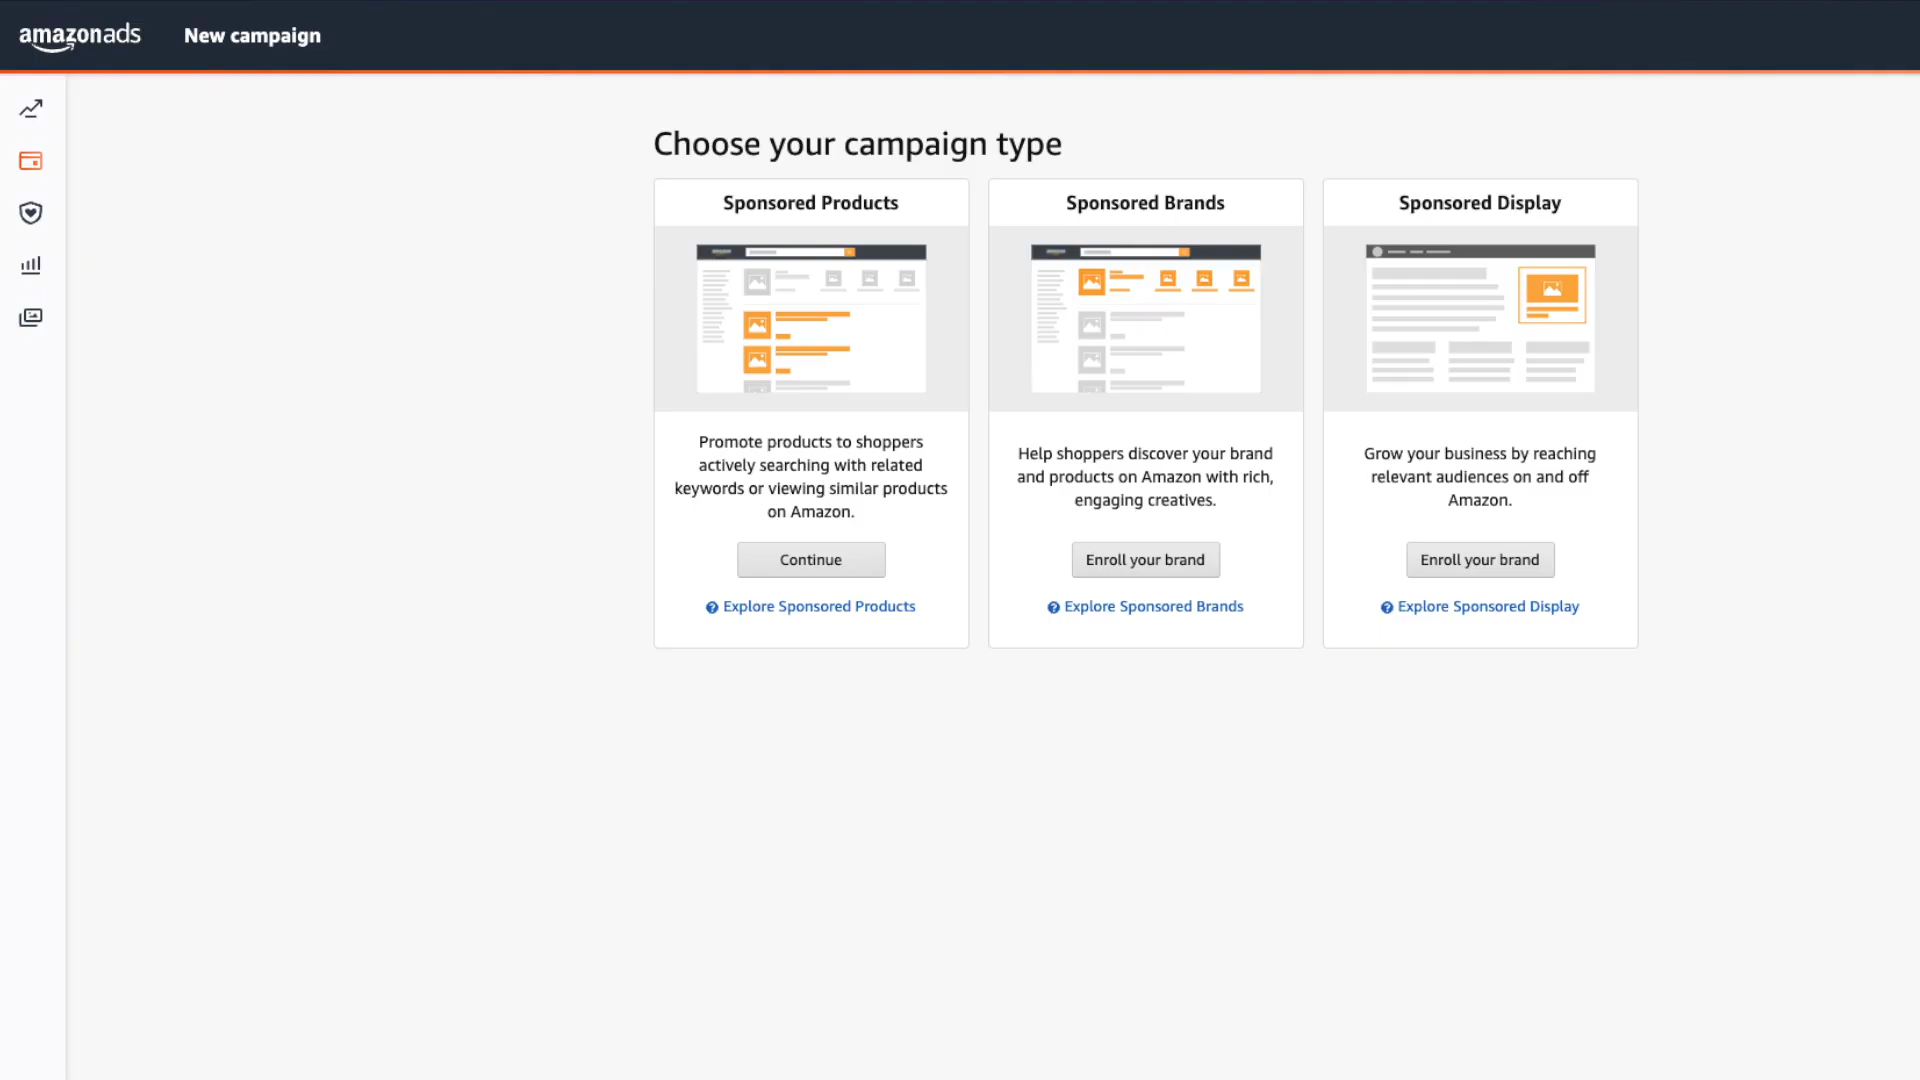 amazonads
New campaign
Choose your campaign type
Sponsored Products
Promote products to shoppers
actively searching with related
keywords or viewing similar products
on Amazon.
Continue
Explore Sponsored Products
Sponsored Brands
Help shoppers discover your brand
and products on Amazon with rich,
engaging creatives.
Enroll your brand
Explore Sponsored Brands
Sponsored Display
Grow your business by reaching
relevant audiences on and off
Amazon.
Enroll your brand
Explore Sponsored Display